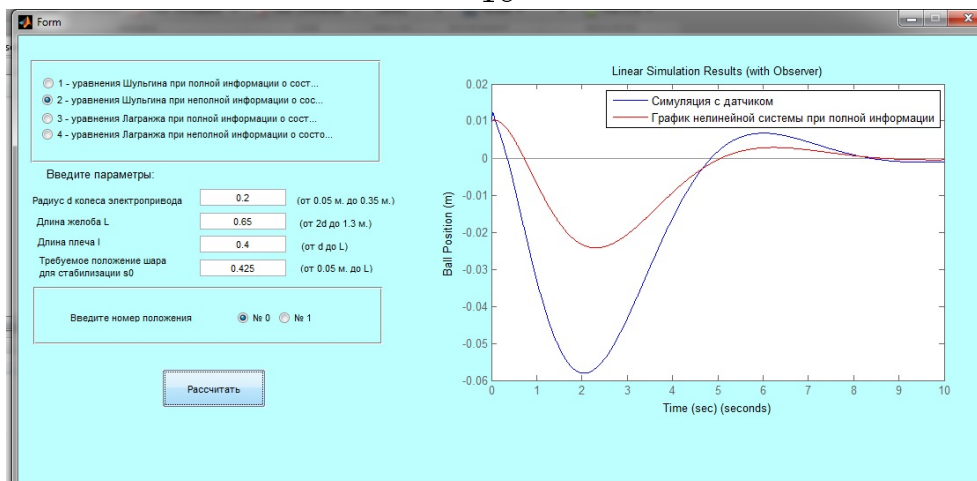 Form
1 - уравнения Шульгина при полной информации о сост...
2 - уравнения Шульгина при неполной информации о сос...
3 - уравнения Лагранжа при полной информации о сост...
4 - уравнения Лагранжа при неполной информации о состо...
Введите параметры:
Радиус d колеса электропривода 0.2 (от 0.05 м. до 0.35 м.)
Длина желоба L 0.65 (от 2d до 1.3 м.)
Длина плеча l 0.4 (от d до L)
Требуемое положение шара
для стабилизации s0 0.425 (от 0.05 м. до L)
Введите номер положения № 0 № 1
Рассчитать
Linear Simulation Results (with Observer)
Симуляция с датчиком
График нелинейной системы при полной информации
Ball Position (m)
0.02
0.01
0
-0.01
-0.02
-0.03
-0.04
-0.05
-0.06
0 1 2 3 4 5 6 7 8 9 10
Time (sec) (seconds)